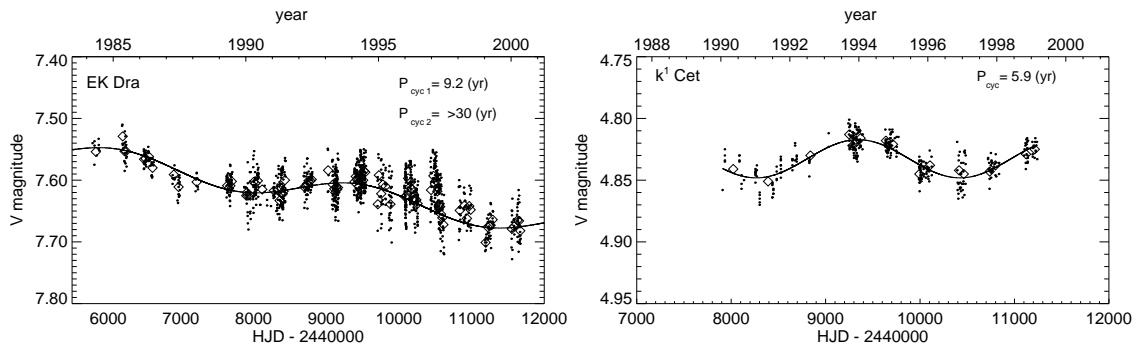 year
1985 1990 1995 2000
7.40
7.50
7.60
7.70
7.80
V magnitude
EK Dra
P cyc 1 = 9.2 (yr)
P cyc 2 = >30 (yr)
6000 7000 8000 9000 10000 11000 12000
HJD - 2440000
year
1988 1990 1992 1994 1996 1998 2000
4.75
4.80
4.85
4.90
4.95
V magnitude
k¹ Cet
P cyc = 5.9 (yr)
7000 8000 9000 10000 11000 12000
HJD - 2440000